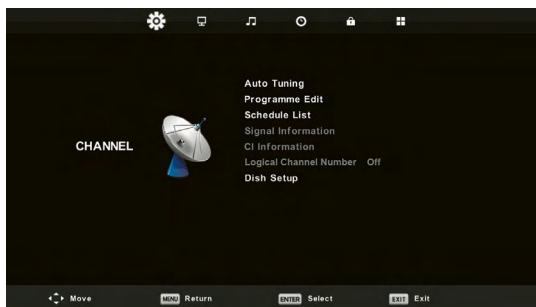 Auto Tuning
Programme Edit
Schedule List
Signal Information
CHANNEL
CI Information
Logical Channel Number Off
Dish Setup
Move MENU Return ENTER Select EXIT Exit